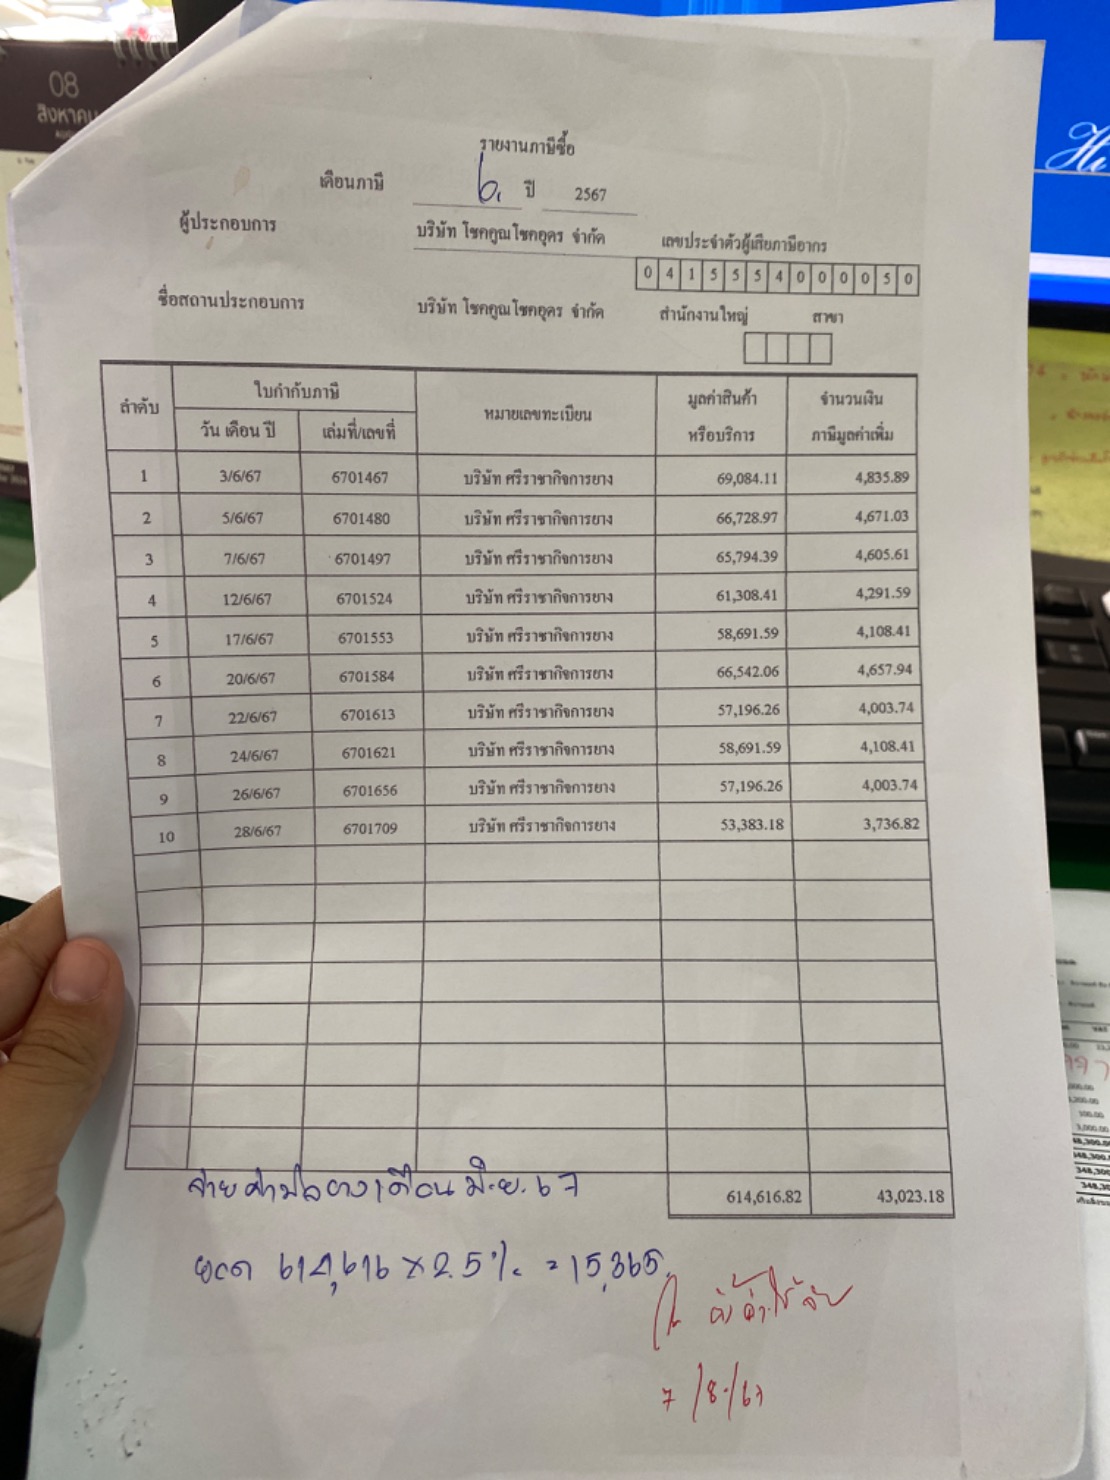 08
สิงหาคม
รายงานภาษีซื้อ
เดือนภาษี 6. ปี 2567
ผู้ประกอบการ บริษัท โชคคูณโชคอุดร จำกัด เลขประจำตัวผู้เสียภาษีอากร
0 4 1 5 5 5 4 0 0 0 0 5 0
ชื่อสถานประกอบการ บริษัท โชคคูณโชคอุดร จำกัด สำนักงานใหญ่ สาขา
ลำดับ ใบกำกับภาษี หมายเลขทะเบียน มูลค่าสินค้า จำนวนเงิน
วัน เดือน ปี เล่มที่/เลขที่ หรือบริการ ภาษีมูลค่าเพิ่ม
1 3/6/67 6701467 บริษัท ศรีราชากิจการยาง 69,084.11 4,835.89
2 5/6/67 6701480 บริษัท ศรีราชากิจการยาง 66,728.97 4,671.03
3 7/6/67 6701497 บริษัท ศรีราชากิจการยาง 65,794.39 4,605.61
4 12/6/67 6701524 บริษัท ศรีราชากิจการยาง 61,308.41 4,291.59
5 17/6/67 6701553 บริษัท ศรีราชากิจการยาง 58,691.59 4,108.41
6 20/6/67 6701584 บริษัท ศรีราชากิจการยาง 66,542.06 4,657.94
7 22/6/67 6701613 บริษัท ศรีราชากิจการยาง 57,196.26 4,003.74
8 24/6/67 6701621 บริษัท ศรีราชากิจการยาง 58,691.59 4,108.41
9 26/6/67 6701656 บริษัท ศรีราชากิจการยาง 57,196.26 4,003.74
10 28/6/67 6701709 บริษัท ศรีราชากิจการยาง 53,383.18 3,736.82
614,616.82 43,023.18
เดือน มิ.ย. 67
ยอด 614,616 x 2.5% = 15,365.
7/8/67